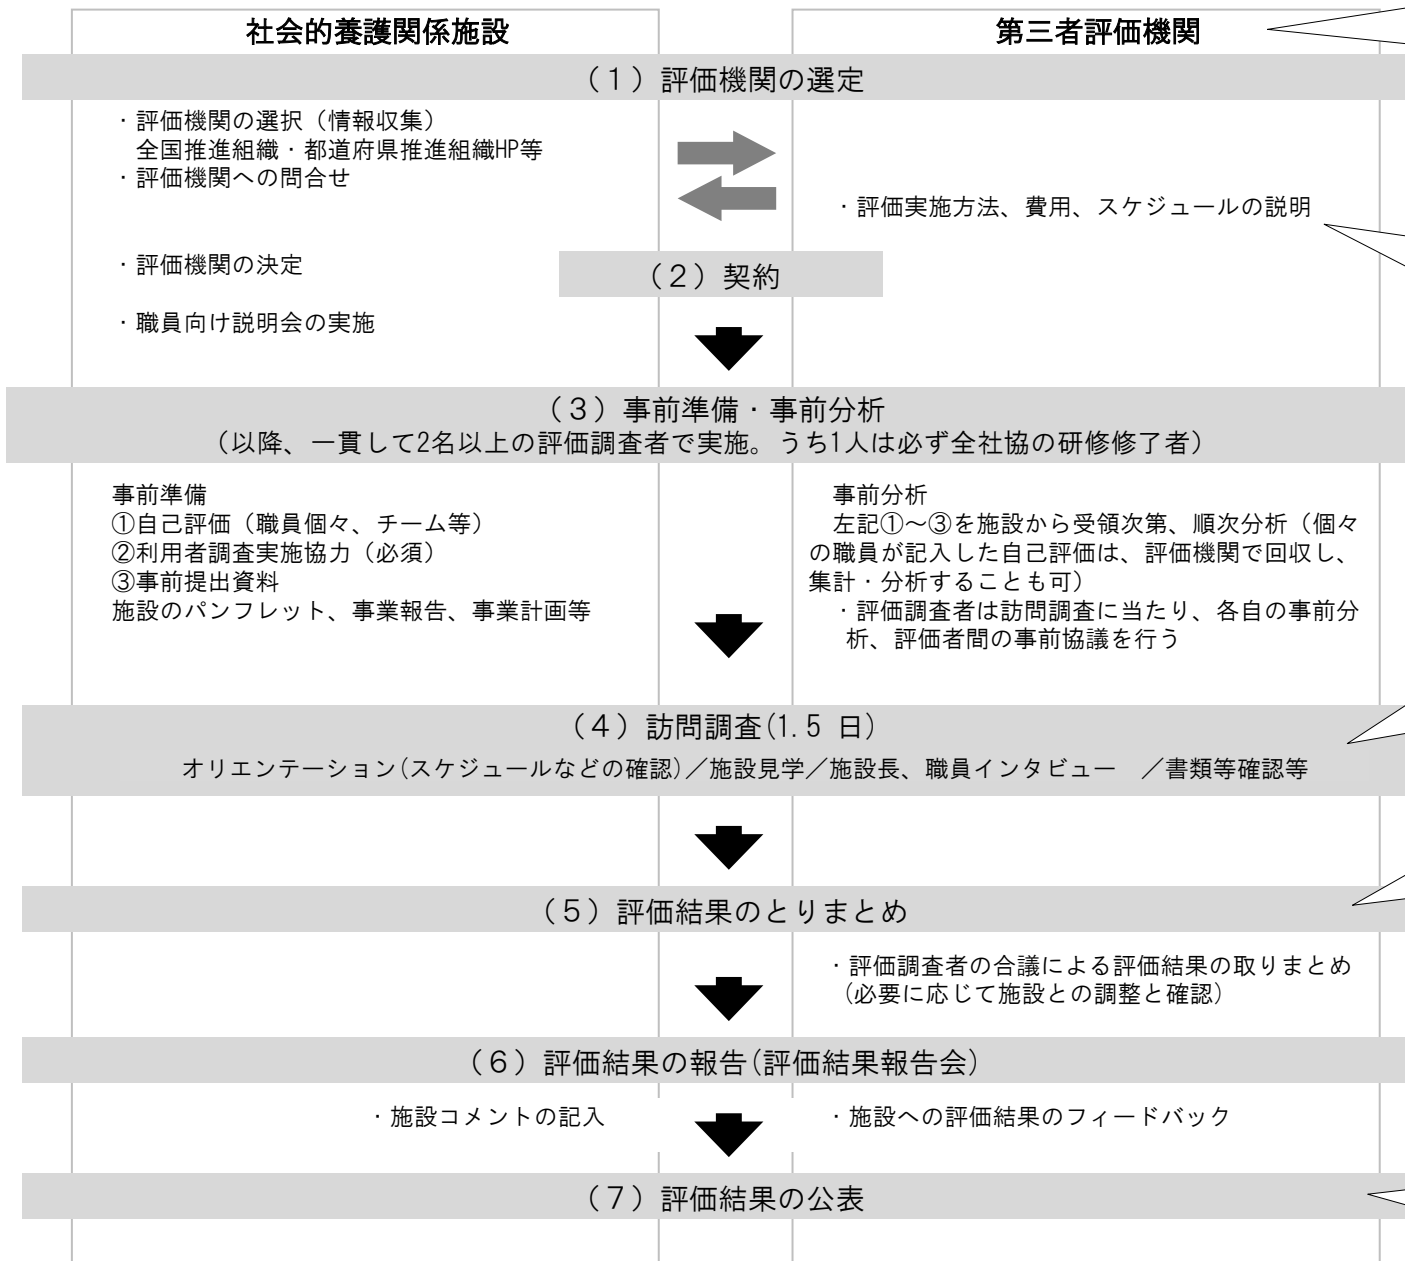 社会的養護関係施設
第三者評価機関
（１）評価機関の選定
・評価機関の選択（情報収集）
全国推進組織・都道府県推進組織HP等
・評価機関への問合せ
・評価実施方法、費用、スケジュールの説明
・評価機関の決定
（２）契約
・職員向け説明会の実施
（３）事前準備・事前分析
（以降、一貫して2名以上の評価調査者で実施。うち1人は必ず全社協の研修修了者）
事前準備
①自己評価（職員個々、チーム等）
②利用者調査実施協力（必須）
③事前提出資料
施設のパンフレット、事業報告、事業計画等
事前分析
左記①～③を施設から受領次第、順次分析（個々
の職員が記入した自己評価は、評価機関で回収し、
集計・分析することも可）
・評価調査者は訪問調査に当たり、各自の事前分
析、評価者間の事前協議を行う
（４）訪問調査(1.5 日)
オリエンテーション(スケジュールなどの確認)／施設見学／施設長、職員インタビュー　／書類等確認等
（５）評価結果のとりまとめ
・評価調査者の合議による評価結果の取りまとめ
(必要に応じて施設との調整と確認)
（６）評価結果の報告(評価結果報告会)
・施設コメントの記入
・施設への評価結果のフィードバック
（７）評価結果の公表